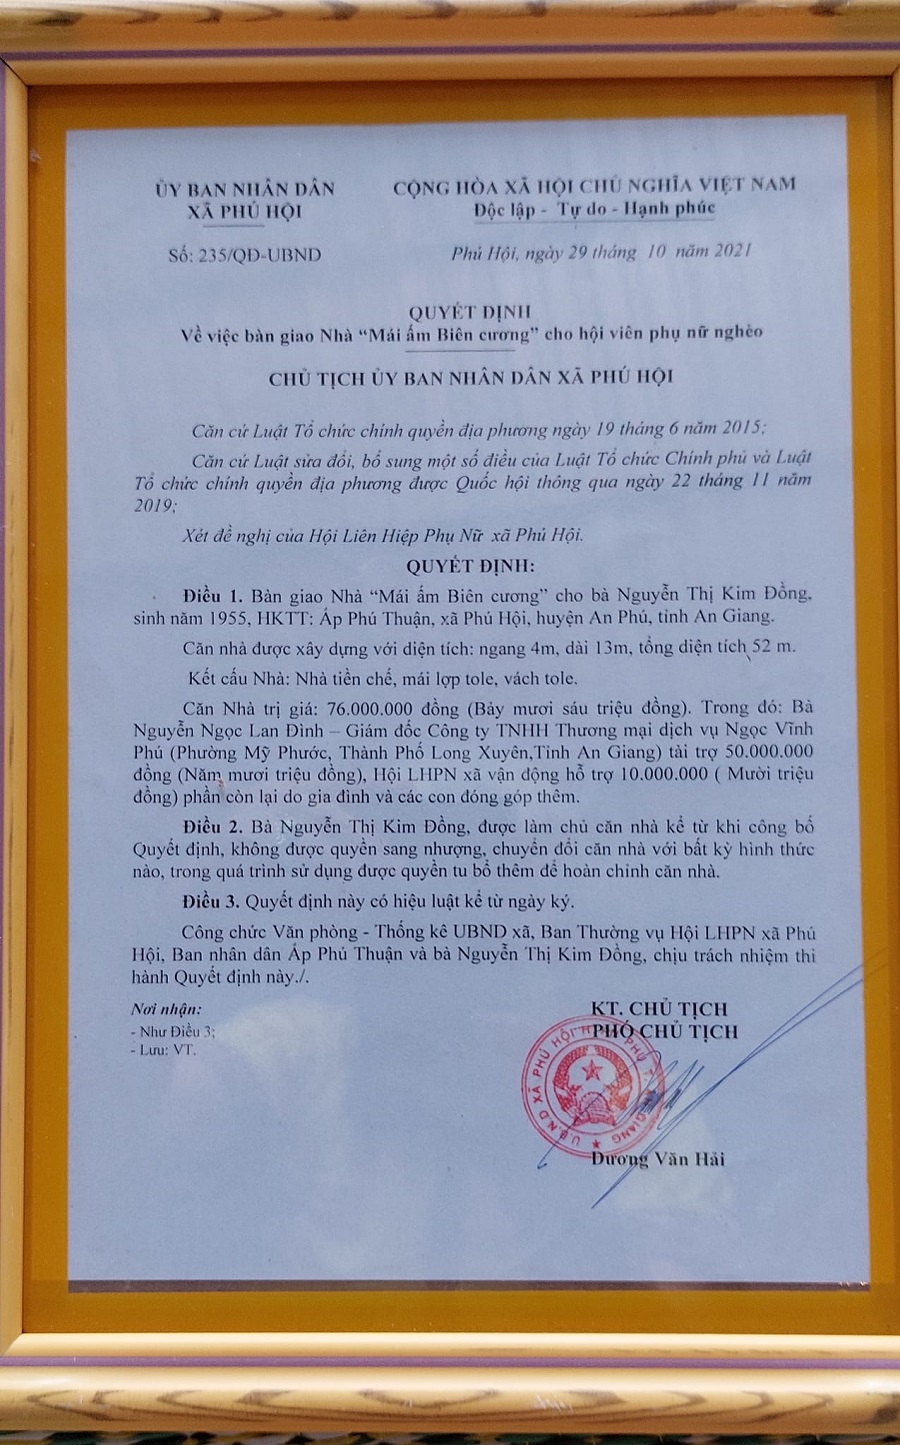 ỦY BAN NHÂN DÂN
XÃ PHÚ HỘI
CỘNG HÒA XÃ HỘI CHỦ NGHĨA VIỆT NAM
Độc lập - Tự do - Hạnh phúc
Số: 235/QĐ-UBND
Phú Hội, ngày 29 tháng 10 năm 2021
QUYẾT ĐỊNH
Về việc bàn giao Nhà “Mái ấm Biên cương” cho hội viên phụ nữ nghèo
CHỦ TỊCH ỦY BAN NHÂN DÂN XÃ PHÚ HỘI
Căn cứ Luật Tổ chức chính quyền địa phương ngày 19 tháng 6 năm 2015;
Căn cứ Luật sửa đổi, bổ sung một số điều của Luật Tổ chức Chính phủ và Luật
Tổ chức chính quyền địa phương được Quốc hội thông qua ngày 22 tháng 11 năm
2019;
Xét đề nghị của Hội Liên Hiệp Phụ Nữ xã Phú Hội.
QUYẾT ĐỊNH:
Điều 1. Bàn giao Nhà “Mái ấm Biên cương” cho bà Nguyễn Thị Kim Đồng,
sinh năm 1955, HKTT: Ấp Phú Thuận, xã Phú Hội, huyện An Phú, tỉnh An Giang.
Căn nhà được xây dựng với diện tích: ngang 4m, dài 13m, tổng diện tích 52 m.
Kết cấu Nhà: Nhà tiền chế, mái lợp tole, vách tole.
Căn Nhà trị giá: 76.000.000 đồng (Bảy mươi sáu triệu đồng). Trong đó: Bà
Nguyễn Ngọc Lan Đình – Giám đốc Công ty TNHH Thương mại dịch vụ Ngọc Vĩnh
Phú (Phường Mỹ Phước, Thành Phố Long Xuyên,Tỉnh An Giang) tài trợ 50.000.000
đồng (Năm mươi triệu đồng), Hội LHPN xã vận động hỗ trợ 10.000.000 ( Mười triệu
đồng) phần còn lại do gia đình và các con đóng góp thêm.
Điều 2. Bà Nguyễn Thị Kim Đồng, được làm chủ căn nhà kể từ khi công bố
Quyết định, không được quyền sang nhượng, chuyển đổi căn nhà với bất kỳ hình thức
nào, trong quá trình sử dụng được quyền tu bổ thêm để hoàn chỉnh căn nhà.
Điều 3. Quyết định này có hiệu luật kể từ ngày ký.
Công chức Văn phòng - Thống kê UBND xã, Ban Thường vụ Hội LHPN xã Phú
Hội, Ban nhân dân Ấp Phú Thuận và bà Nguyễn Thị Kim Đồng, chịu trách nhiệm thi
hành Quyết định này./.
Nơi nhận:
- Như Điều 3;
- Lưu: VT.
KT. CHỦ TỊCH
PHÓ CHỦ TỊCH
U.B.N.D XÃ PHÚ HỘI
GIANG
Dương Văn Hải